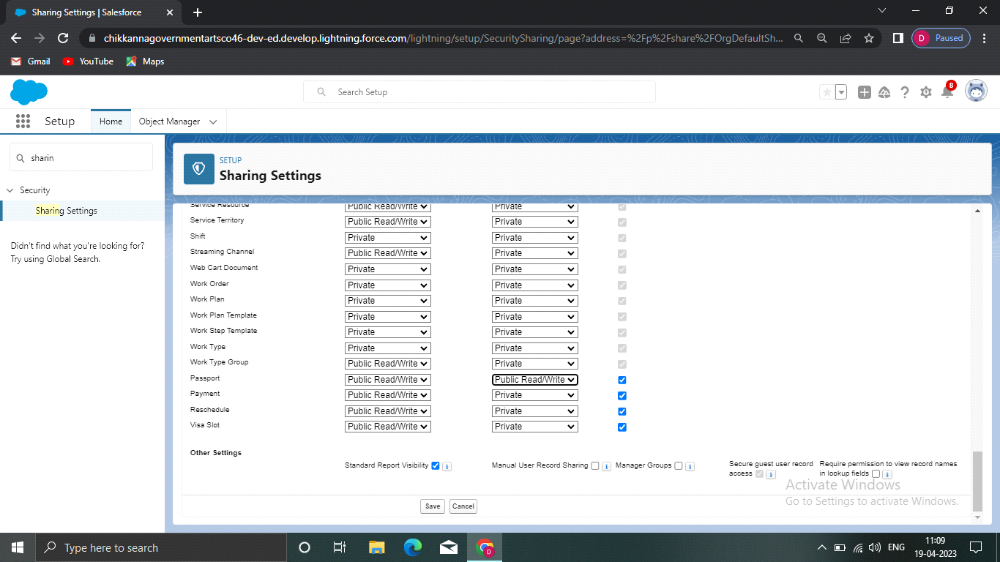 Sharing Settings | Salesforce
chikkannagovernmentartsco46-dev-ed.develop.lightning.force.com/lightning/setup/SecuritySharing/page?address=%2Fp%2Fshare%2FOrgDefaultSh...
D Paused
Gmail YouTube Maps
Search Setup
8
Setup Home Object Manager
sharin
Security
Sharing Settings
Didn't find what you're looking for?
Try using Global Search.
SETUP
Sharing Settings
Service Resource Public Read/Write Private
Service Territory Public Read/Write Private
Shift Private Private
Streaming Channel Public Read/Write Private
Web Cart Document Private Private
Work Order Private Private
Work Plan Private Private
Work Plan Template Private Private
Work Step Template Private Private
Work Type Private Private
Work Type Group Public Read/Write Private
Passport Public Read/Write Public Read/Write
Payment Public Read/Write Private
Reschedule Public Read/Write Private
Visa Slot Public Read/Write Private
Other Settings
Standard Report Visibility i Manual User Record Sharing i Manager Groups i
Secure guest user record
access i
Require permission to view record names
in lookup fields i
Save Cancel
Activate Windows
Go to Settings to activate Windows.
Type here to search
D
ENG
11:09
19-04-2023